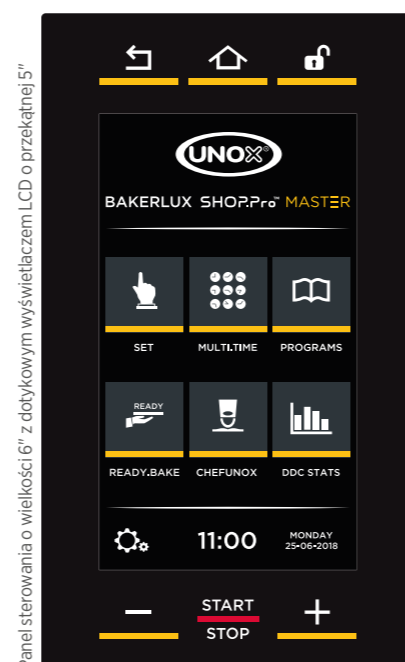 Panel sterowania o wielkości 6” z dotykowym wyświetlaczem LCD o przekątnej 5”
UNOX®
BAKERLUX SHOP.Pro™ MASTER
SET MULTI.TIME PROGRAMS
READY
READY.BAKE CHEFUNOX DDC STATS
11:00
MONDAY
25-06-2018
START
STOP